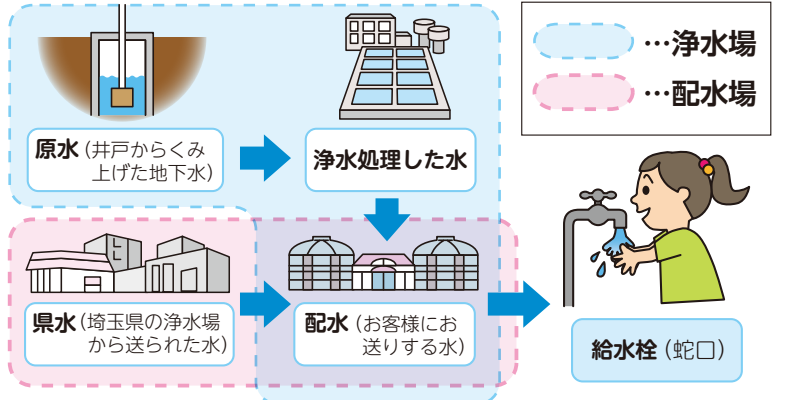 …浄水場
…配水場
原水(井戸からくみ
上げた地下水)
浄水処理した水
県水(埼玉県の浄水場
から送られた水)
配水(お客様にお
送りする水)
給水栓(蛇口)